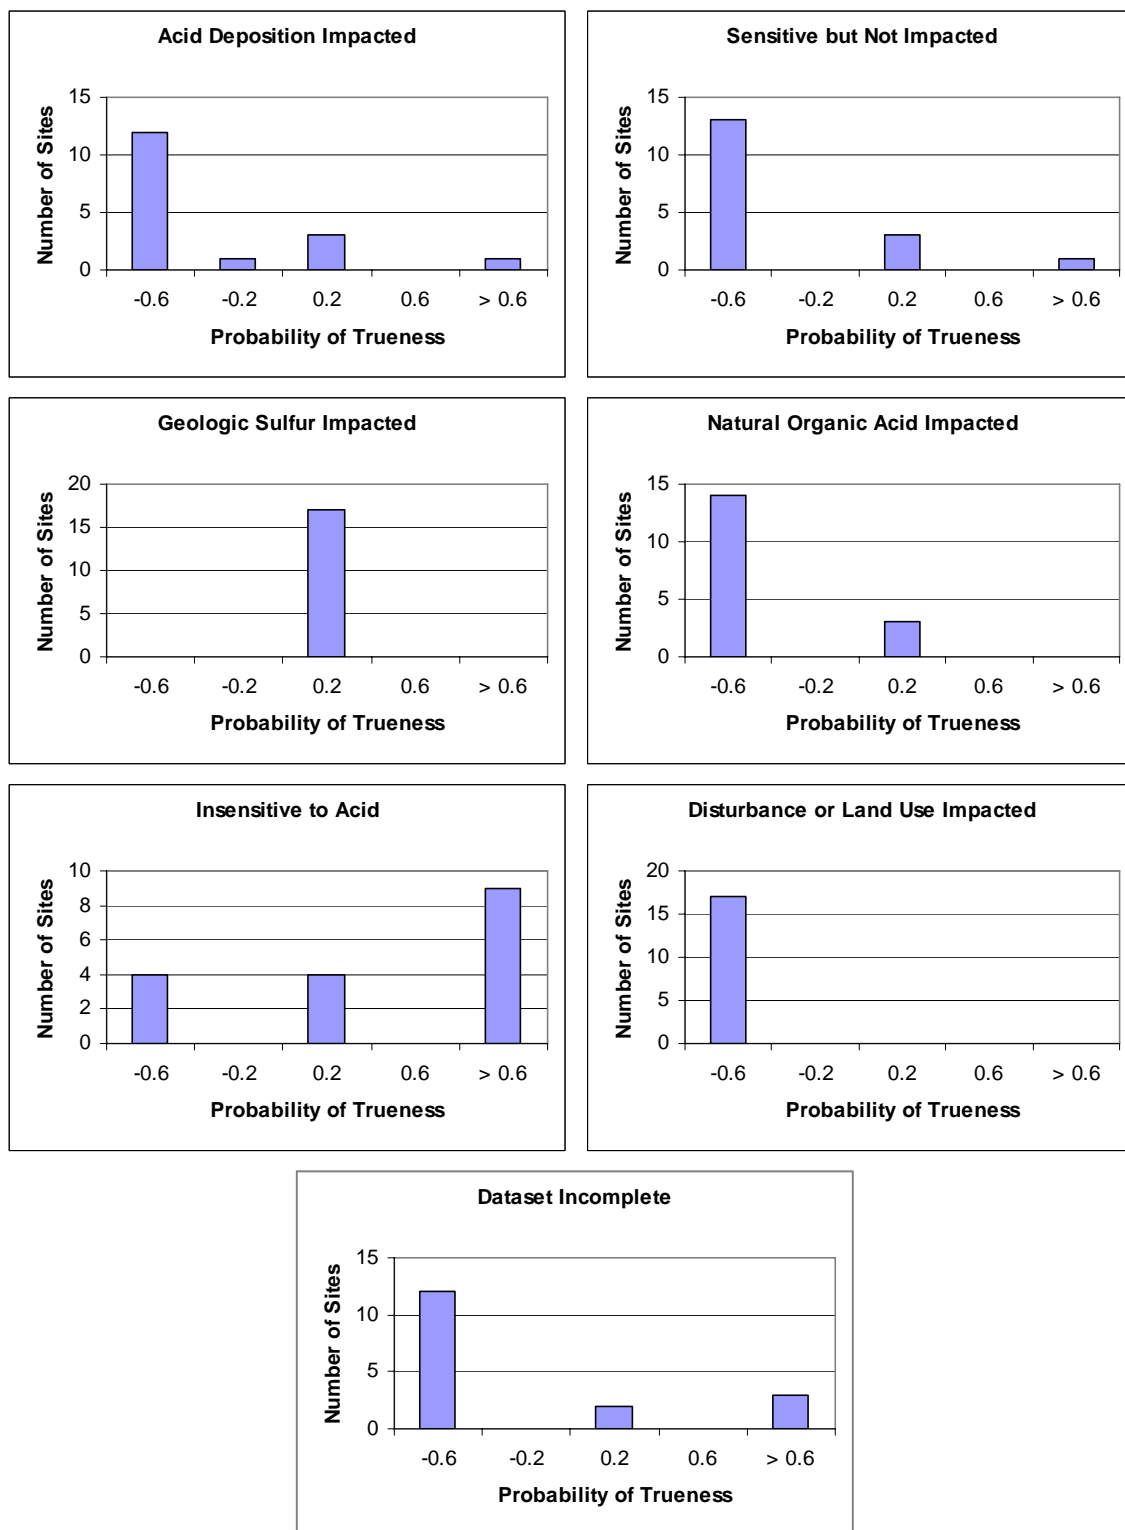 Acid Deposition Impacted
Number of Sites
15
10
5
0
-0.6 -0.2 0.2 0.6 > 0.6
Probability of Trueness
Sensitive but Not Impacted
Number of Sites
15
10
5
0
-0.6 -0.2 0.2 0.6 > 0.6
Probability of Trueness
Geologic Sulfur Impacted
Number of Sites
20
15
10
5
0
-0.6 -0.2 0.2 0.6 > 0.6
Probability of Trueness
Natural Organic Acid Impacted
Number of Sites
15
10
5
0
-0.6 -0.2 0.2 0.6 > 0.6
Probability of Trueness
Insensitive to Acid
Number of Sites
10
8
6
4
2
0
-0.6 -0.2 0.2 0.6 > 0.6
Probability of Trueness
Disturbance or Land Use Impacted
Number of Sites
20
15
10
5
0
-0.6 -0.2 0.2 0.6 > 0.6
Probability of Trueness
Dataset Incomplete
Number of Sites
15
10
5
0
-0.6 -0.2 0.2 0.6 > 0.6
Probability of Trueness